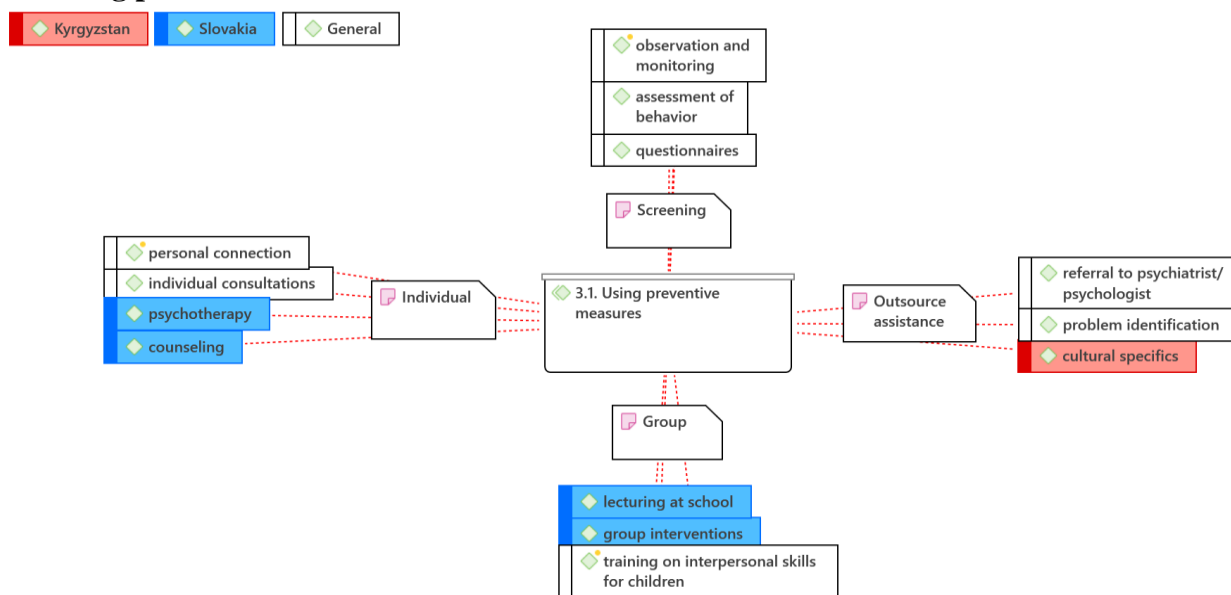 Kyrgyzstan
Slovakia
General
observation and
monitoring
assessment of
behavior
questionnaires
Screening
personal connection
individual consultations
psychotherapy
counseling
Individual
3.1. Using preventive
measures
Outsource
assistance
referral to psychiatrist/
psychologist
problem identification
cultural specifics
Group
lecturing at school
group interventions
training on interpersonal skills
for children